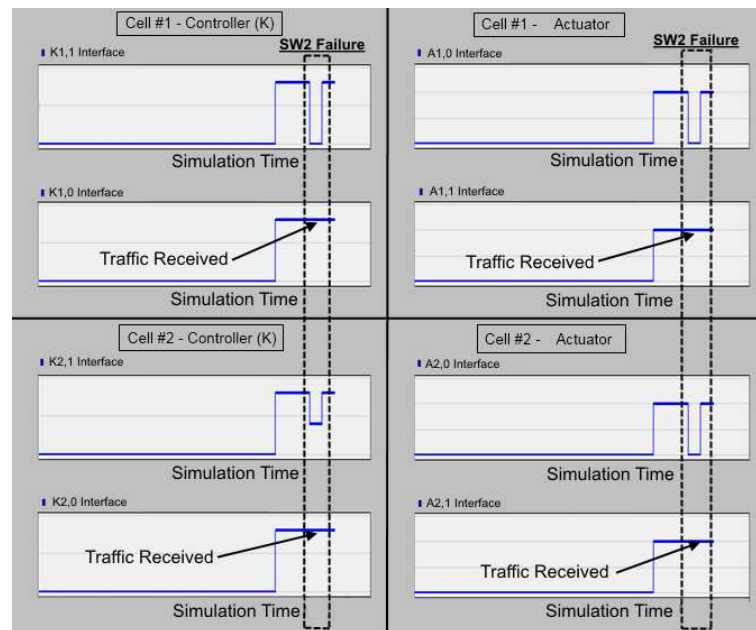 Cell #1 - Controller (K)
SW2 Failure
K1,1 Interface
Simulation Time
K1,0 Interface
Traffic Received
Simulation Time
Cell #1 - Actuator
SW2 Failure
A1,0 Interface
Simulation Time
A1,1 Interface
Traffic Received
Simulation Time
Cell #2 - Controller (K)
K2,1 Interface
Simulation Time
K2,0 Interface
Traffic Received
Simulation Time
Cell #2 - Actuator
A2,0 Interface
Simulation Time
A2,1 Interface
Traffic Received
Simulation Time